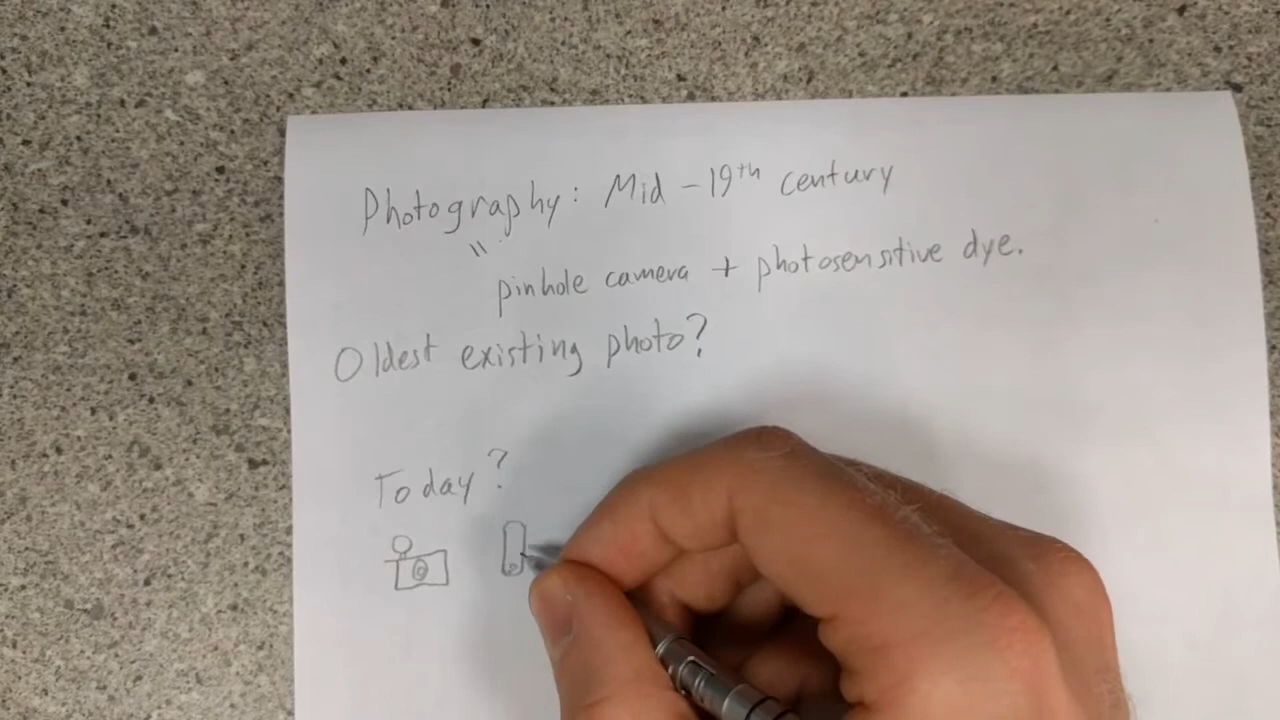 Photography: Mid-19th century
"
pinhole camera + photosensitive dye.
Oldest existing photo?
Today?